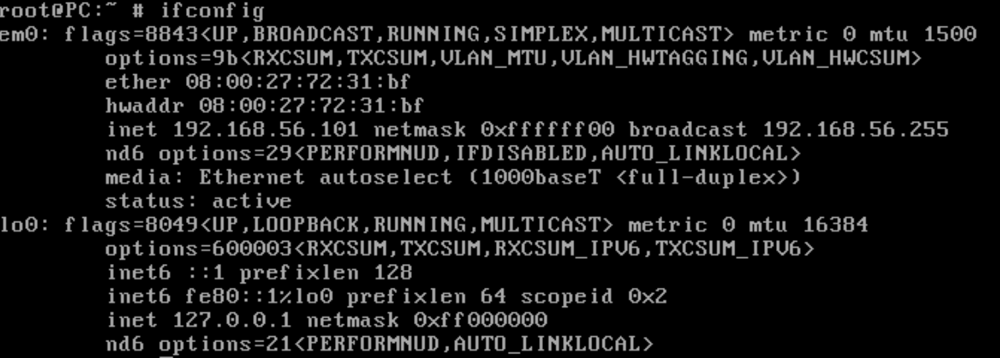 root@PC:~ # ifconfig
em0: flags=8843<UP,BROADCAST,RUNNING,SIMPLEX,MULTICAST> metric 0 mtu 1500
options=9b<RXCSUM,TXCSUM,VLAN_MTU,VLAN_HWTAGGING,VLAN_HWCSUM>
ether 08:00:27:72:31:bf
hwaddr 08:00:27:72:31:bf
inet 192.168.56.101 netmask 0xffffff00 broadcast 192.168.56.255
nd6 options=29<PERFORMNUD,IFDISABLED,AUTO_LINKLOCAL>
media: Ethernet autoselect (1000baseT <full-duplex>)
status: active
lo0: flags=8049<UP,LOOPBACK,RUNNING,MULTICAST> metric 0 mtu 16384
options=600003<RXCSUM,TXCSUM,RXCSUM_IPV6,TXCSUM_IPV6>
inet6 ::1 prefixlen 128
inet6 fe80::1%lo0 prefixlen 64 scopeid 0x2
inet 127.0.0.1 netmask 0xff000000
nd6 options=21<PERFORMNUD,AUTO_LINKLOCAL>